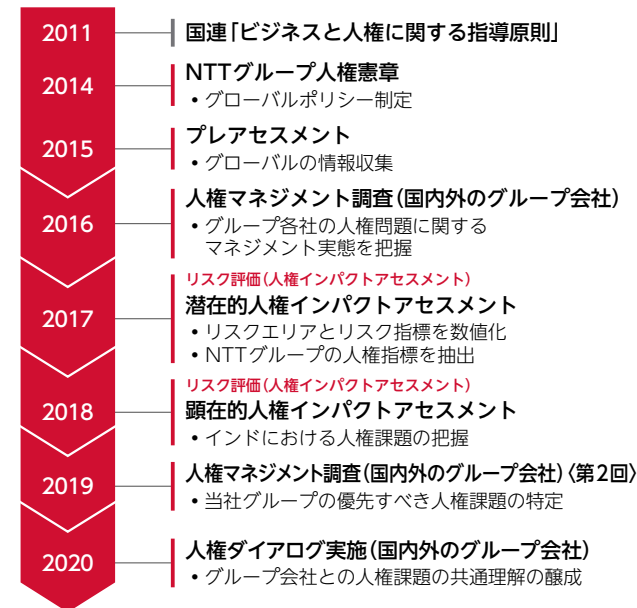 2011
国連「ビジネスと人権に関する指導原則」
2014
NTTグループ人権憲章
•グローバルポリシー制定
2015
プレアセスメント
•グローバルの情報収集
2016
人権マネジメント調査(国内外のグループ会社)
•グループ各社の人権問題に関する
マネジメント実態を把握
2017
リスク評価(人権インパクトアセスメント)
潜在的人権インパクトアセスメント
•リスクエリアとリスク指標を数値化
•NTTグループの人権指標を抽出
2018
リスク評価(人権インパクトアセスメント)
顕在的人権インパクトアセスメント
•インドにおける人権課題の把握
2019
人権マネジメント調査(国内外のグループ会社)〈第2回〉
•当社グループの優先すべき人権課題の特定
2020
人権ダイアログ実施(国内外のグループ会社)
•グループ会社との人権課題の共通理解の醸成